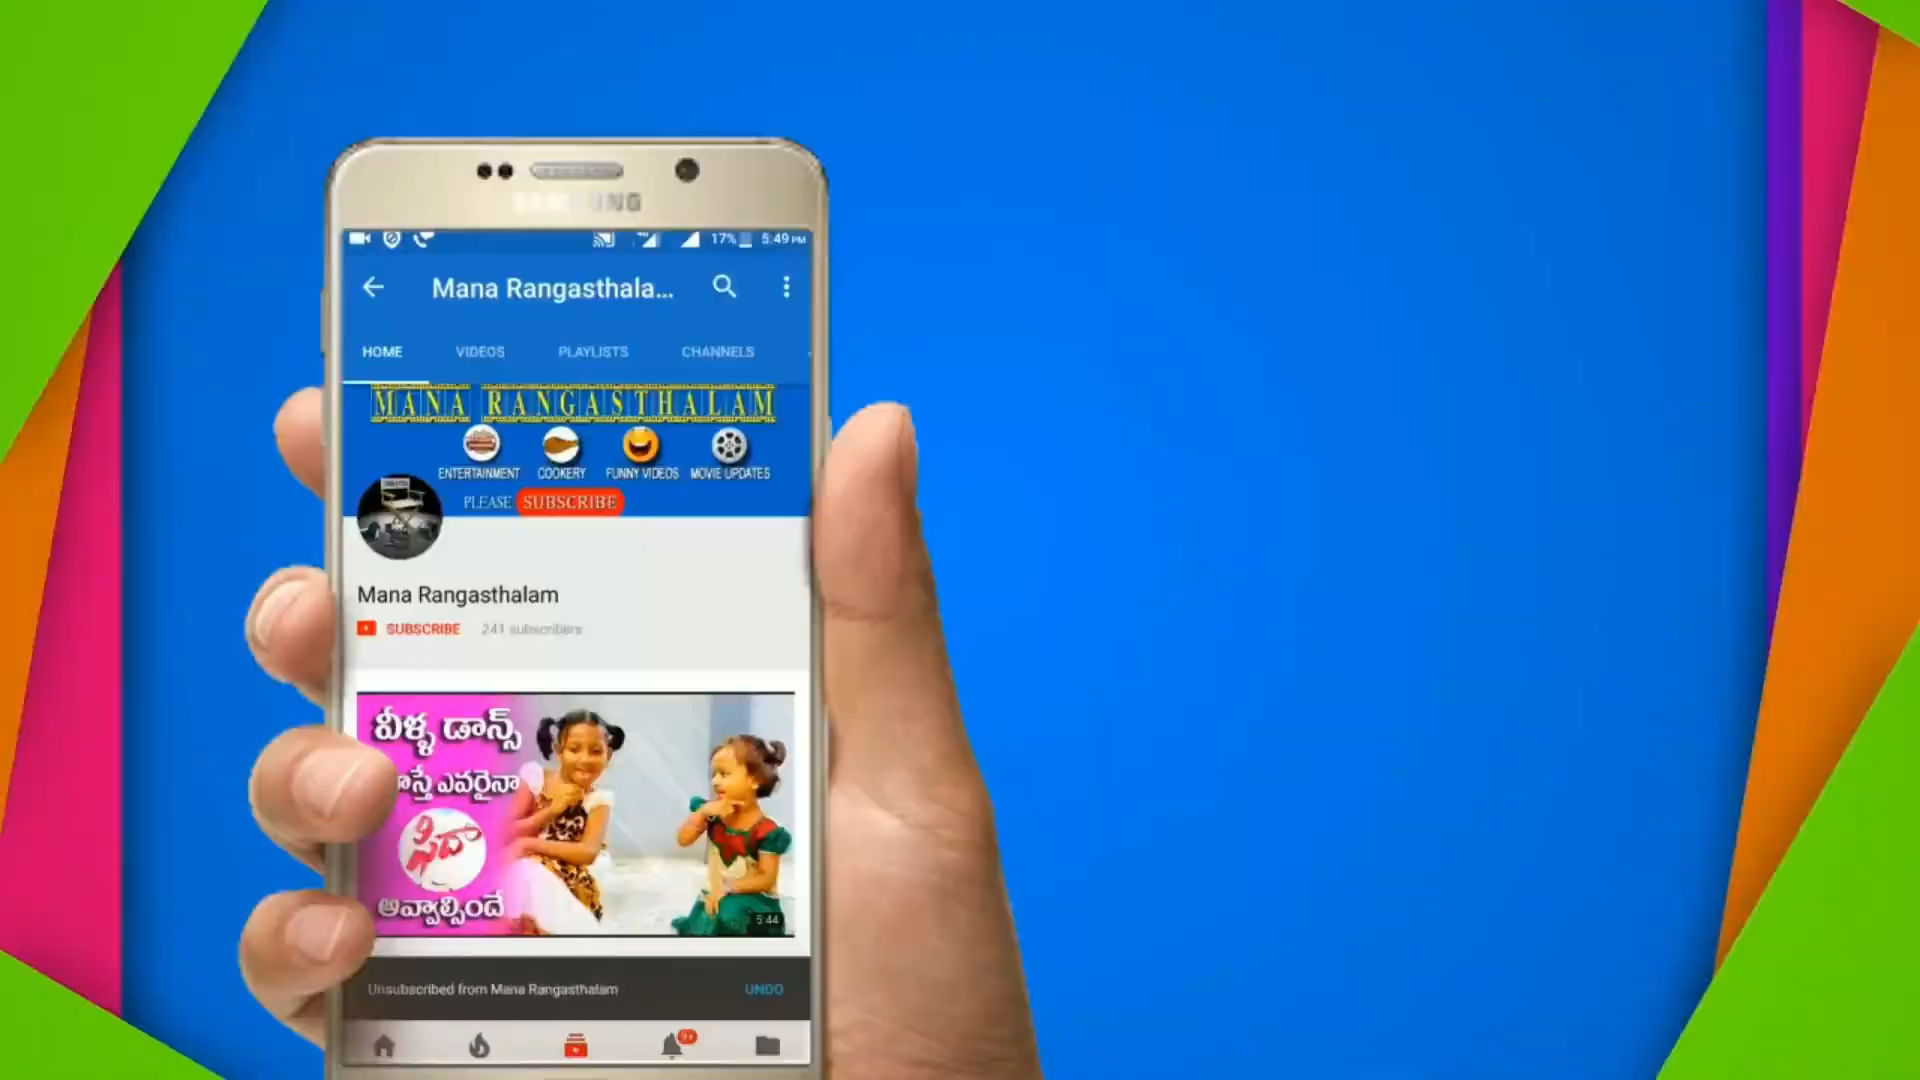 SAMSUNG
17% 5:49 PM
Mana Rangasthala...
HOME VIDEOS PLAYLISTS CHANNELS
MANA RANGASTHALAM
ENTERTAINMENT COOKERY FUNNY VIDEOS MOVIE UPDATES
PLEASE SUBSCRIBE
Mana Rangasthalam
SUBSCRIBE 241 subscribers
వీళ్ళ డాన్స్
ఎవరైనా
ఫిదా
అవ్వాల్సిందే
5:44
Unsubscribed from Mana Rangasthalam UNDO
9+